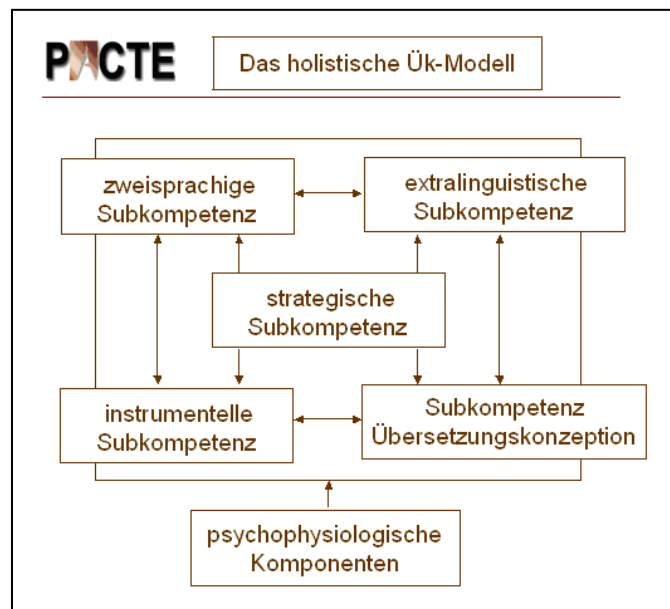 PACTE
Das holistische Ük-Modell
zweisprachige
Subkompetenz
extralinguistische
Subkompetenz
strategische
Subkompetenz
instrumentelle
Subkompetenz
Subkompetenz
Übersetzungskonzeption
psychophysiologische
Komponenten